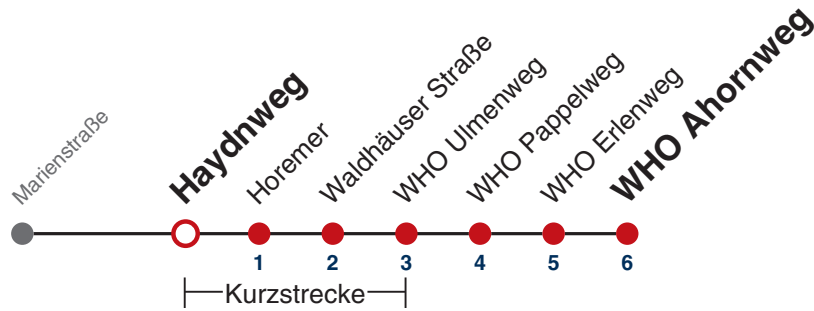 Marienstraße
Haydnweg
Horemer
Waldhäuser Straße
WHO Ulmenweg
WHO Pappelweg
WHO Erlenweg
WHO Ahornweg
1
2
3
4
5
6
Kurzstrecke